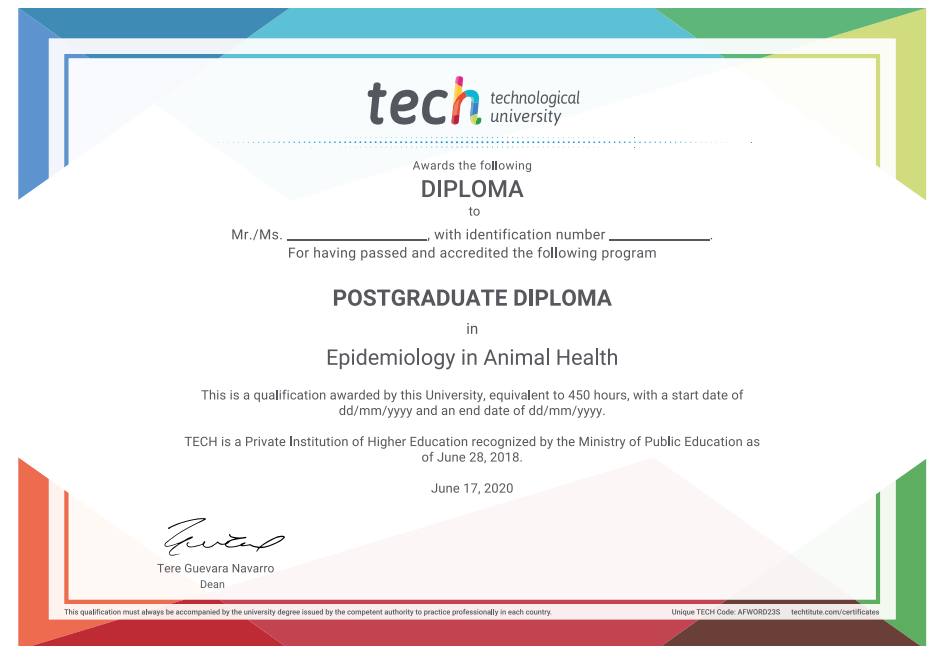 tech technological
university
Awards the following
DIPLOMA
to
Mr./Ms. ____________________, with identification number ______________.
For having passed and accredited the following program
POSTGRADUATE DIPLOMA
in
Epidemiology in Animal Health
This is a qualification awarded by this University, equivalent to 450 hours, with a start date of
dd/mm/yyyy and an end date of dd/mm/yyyy.
TECH is a Private Institution of Higher Education recognized by the Ministry of Public Education as
of June 28, 2018.
June 17, 2020
Tere Guevara Navarro
Dean
This qualification must always be accompanied by the university degree issued by the competent authority to practice professionally in each country. Unique TECH Code: AFWORD23S techtitute.com/certificates